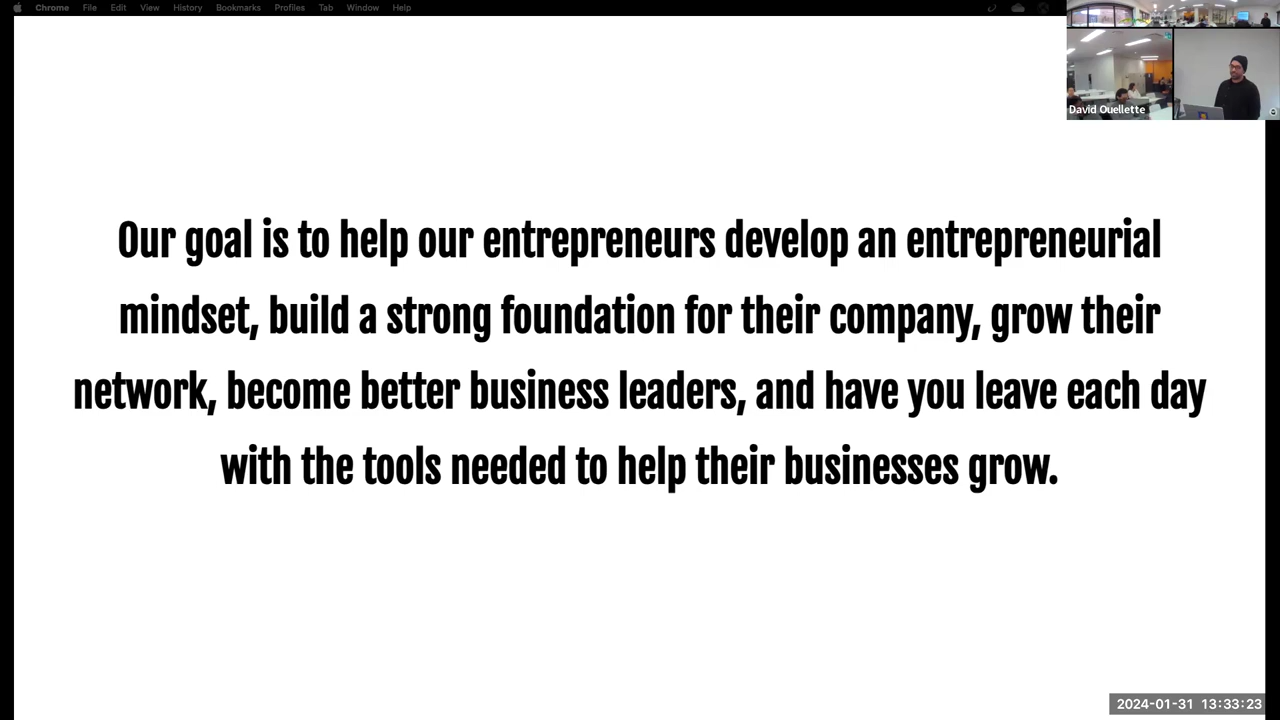 Chrome File Edit View History Bookmarks Profiles Tab Window Help
David Ouellette
Our goal is to help our entrepreneurs develop an entrepreneurial
mindset, build a strong foundation for their company, grow their
network, become better business leaders, and have you leave each day
with the tools needed to help their businesses grow.
2024-01-31 13:33:23